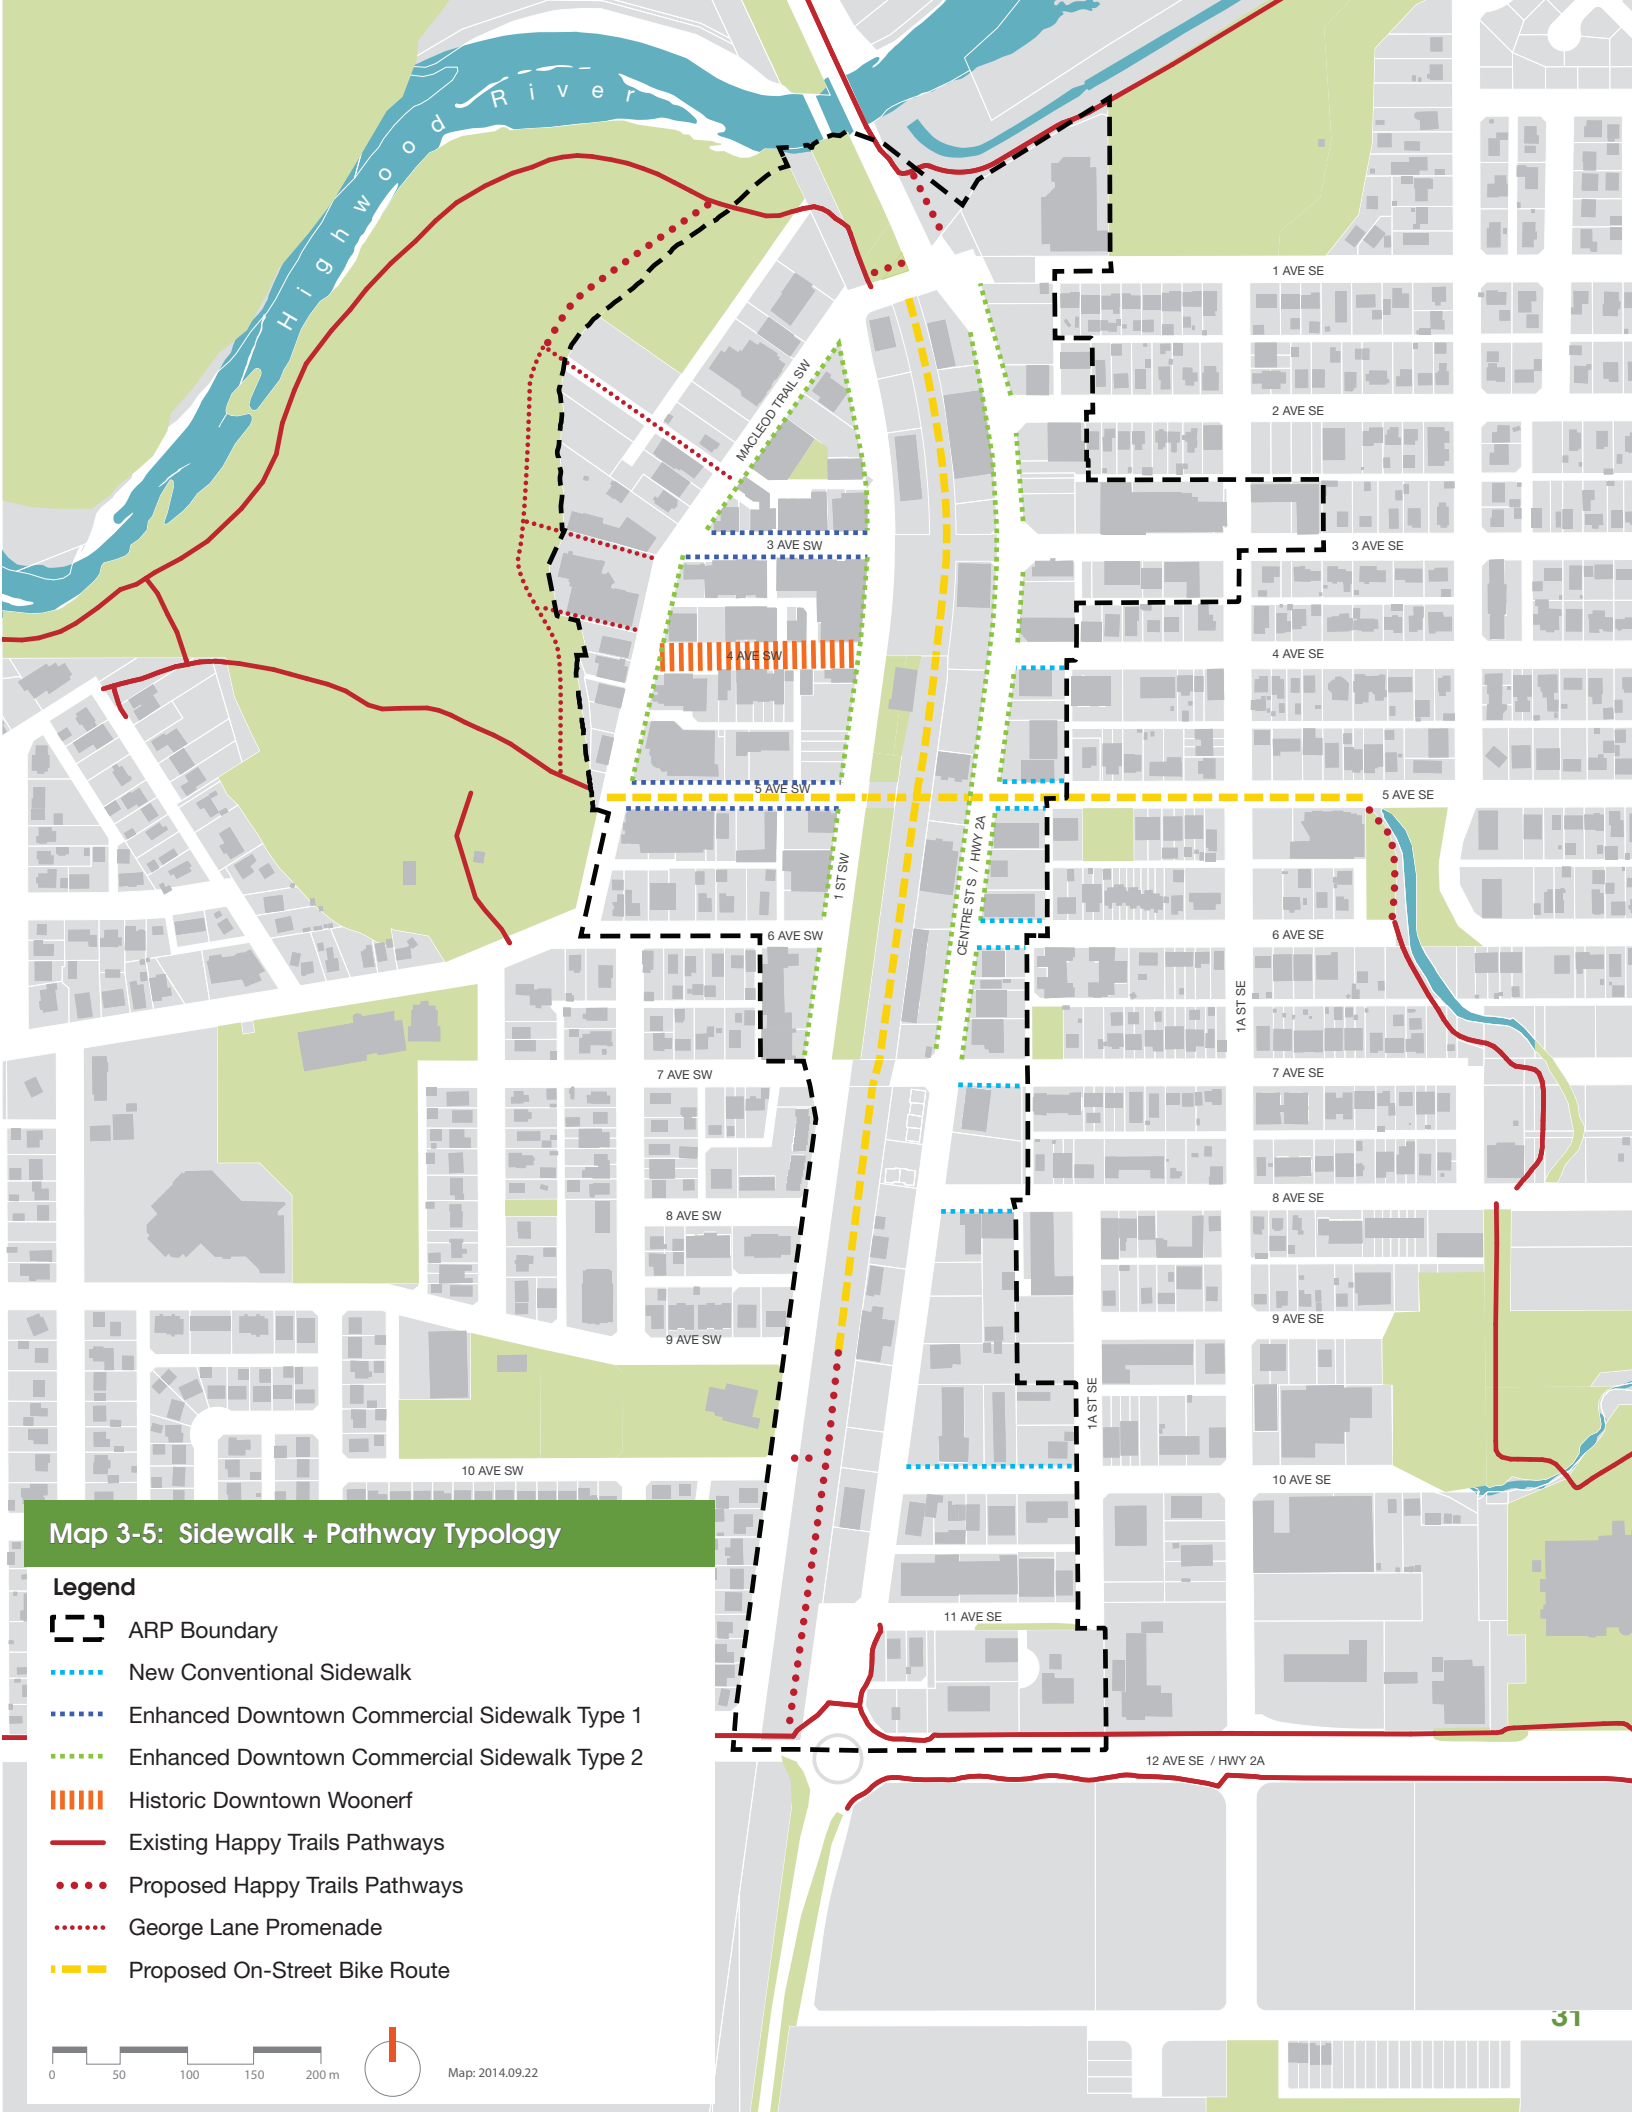 Highwood River
1 AVE SE
2 AVE SE
MACLEOD TRAIL SW
3 AVE SW
3 AVE SE
4 AVE SW
4 AVE SE
5 AVE SW
5 AVE SE
1 ST SW
CENTRE ST S / HWY 2A
6 AVE SW
6 AVE SE
1A ST SE
7 AVE SW
7 AVE SE
8 AVE SW
8 AVE SE
9 AVE SW
9 AVE SE
1A ST SE
10 AVE SW
10 AVE SE
11 AVE SE
12 AVE SE / HWY 2A
Map 3-5: Sidewalk + Pathway Typology
Legend
ARP Boundary
New Conventional Sidewalk
Enhanced Downtown Commercial Sidewalk Type 1
Enhanced Downtown Commercial Sidewalk Type 2
Historic Downtown Woonerf
Existing Happy Trails Pathways
Proposed Happy Trails Pathways
George Lane Promenade
Proposed On-Street Bike Route
0 50 100 150 200 m
Map: 2014.09.22
31